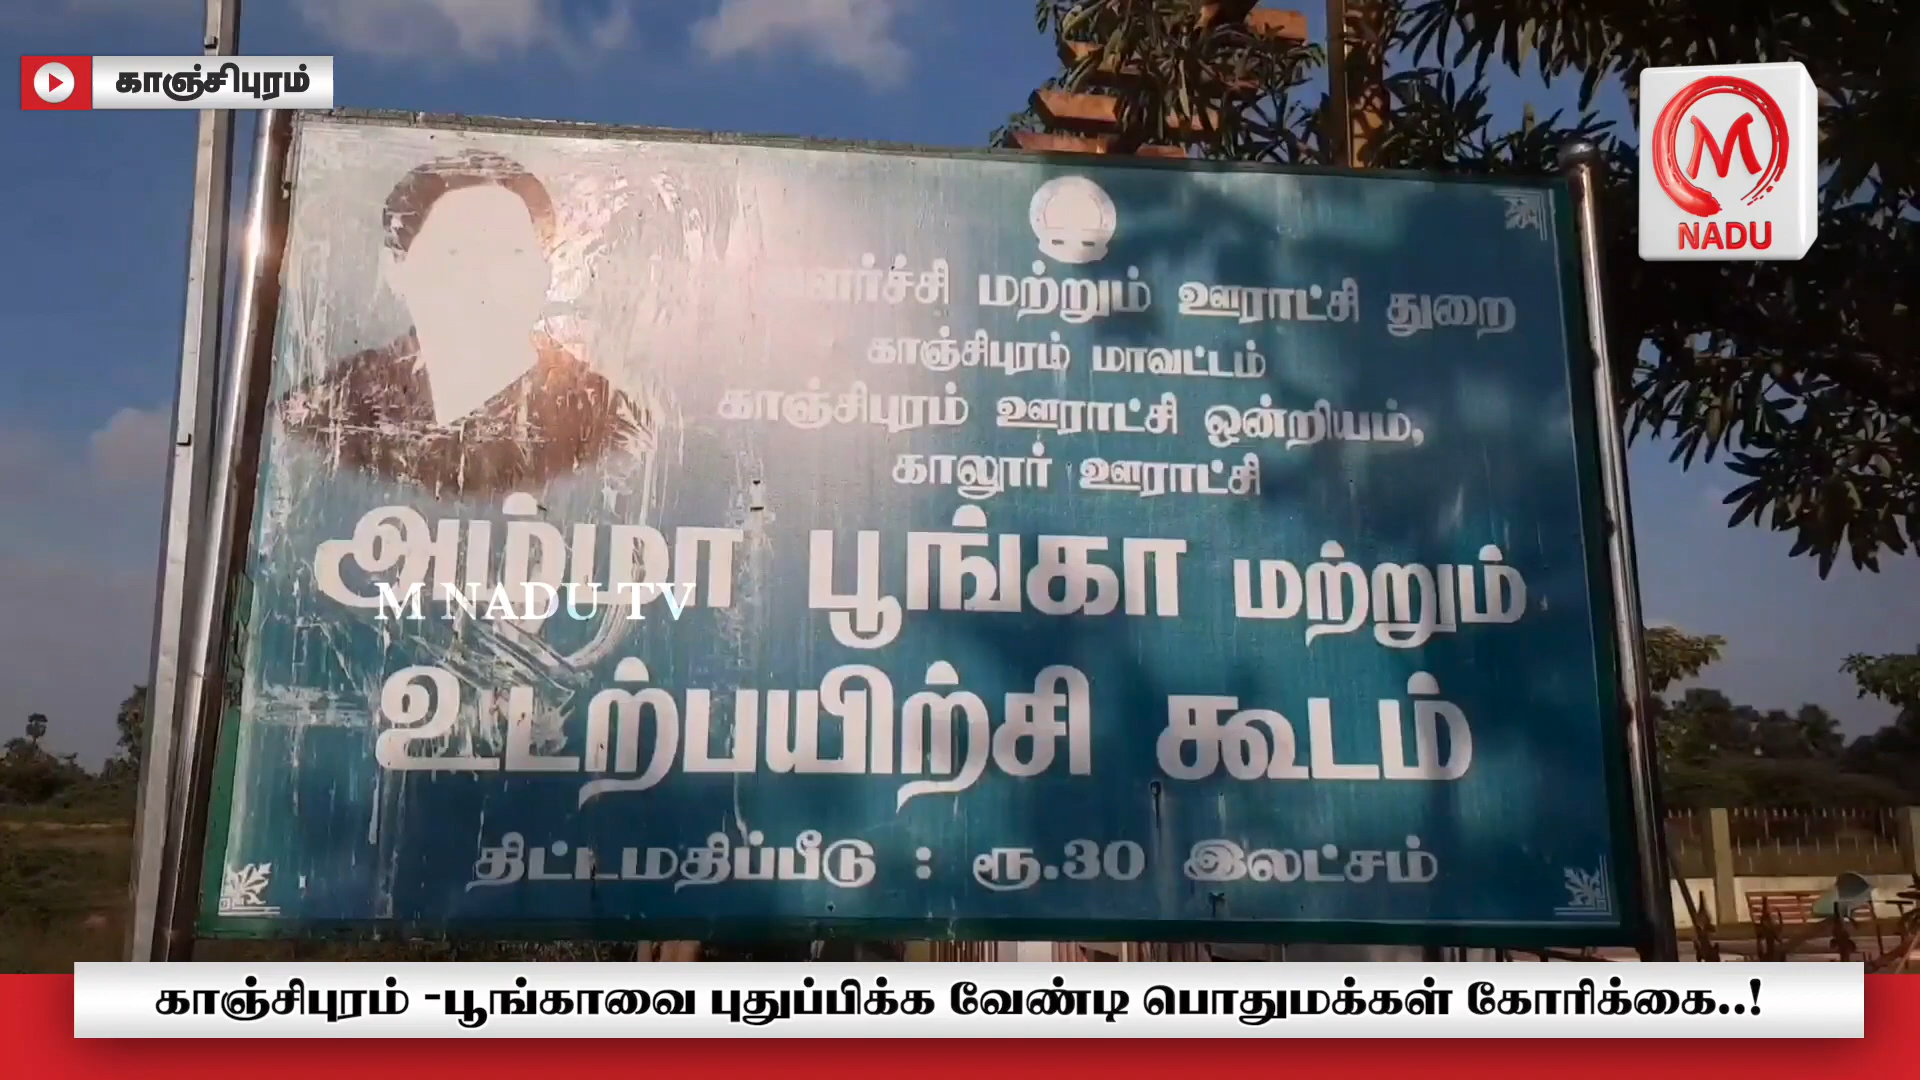 காஞ்சிபுரம்
M
NADU
மற்றும் ஊராட்சி துறை
காஞ்சிபுரம் மாவட்டம்
காஞ்சிபுரம் ஊராட்சி ஒன்றியம்,
காலூர் ஊராட்சி
அம்மா பூங்கா மற்றும்
M NADU TV
உடற்பயிற்சி கூடம்
திட்டமதிப்பீடு : ரூ.30 இலட்சம்
காஞ்சிபுரம் -பூங்காவை புதுப்பிக்க வேண்டி பொதுமக்கள் கோரிக்கை..!